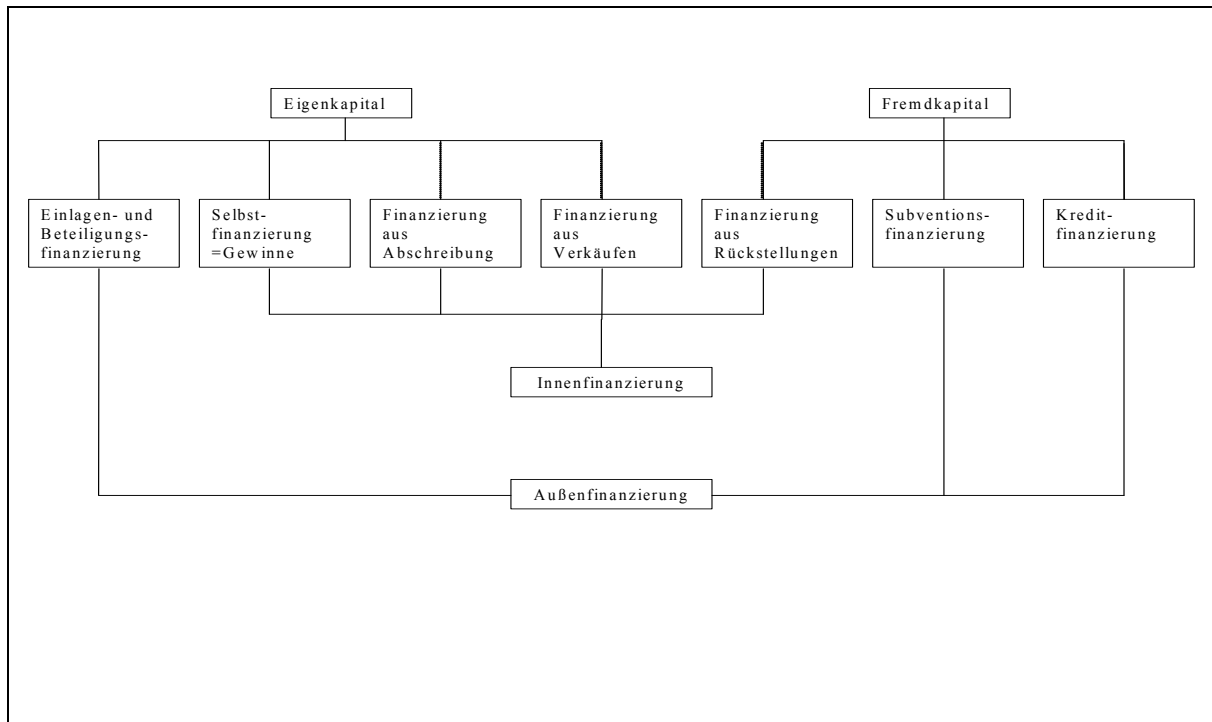 Eigenkapital
Fremdkapital
Einlagen- und
Beteiligungs-
finanzierung
Selbst-
finanzierung
=Gewinne
Finanzierung
aus
Abschreibung
Finanzierung
aus
Verkäufen
Finanzierung
aus
Rückstellungen
Subventions-
finanzierung
Kredit-
finanzierung
Innenfinanzierung
Außenfinanzierung